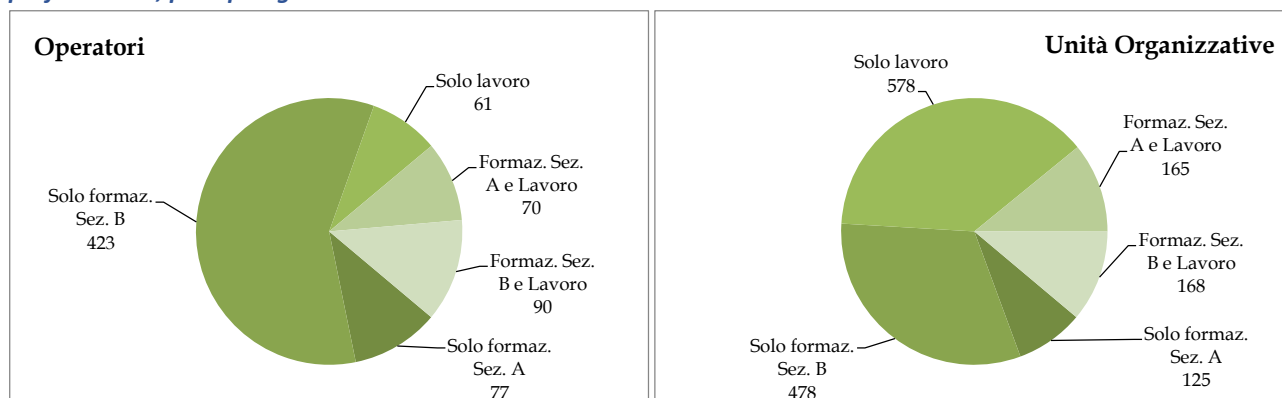 Operatori
Solo lavoro
61
Formaz. Sez.
A e Lavoro
70
Formaz. Sez.
B e Lavoro
90
Solo formaz.
Sez. A
77
Solo formaz.
Sez. B
423
Unità Organizzative
Solo lavoro
578
Formaz. Sez.
A e Lavoro
165
Formaz. Sez.
B e Lavoro
168
Solo formaz.
Sez. A
125
Solo formaz.
Sez. B
478